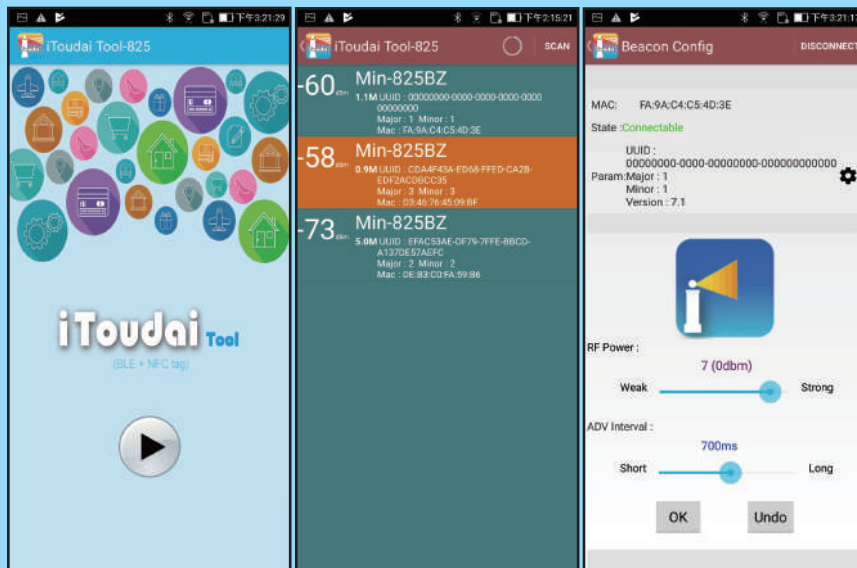 下午3:21:29
iToudai Tool-825
iToudai Tool
(BLE + NFC tag)
下午2:15:21
iToudai Tool-825
SCAN
-60 dBm
Min-825BZ
1.1M UUID : 00000000-0000-0000-0000-0000
00000000
Major : 1 Minor : 1
Mac : FA:9A:C4:C5:4D:3E
-58 dBm
Min-825BZ
0.9M UUID : CDA4F43A-ED68-FFED-CA2B-
EDF2ACD6CC35
Major : 3 Minor : 3
Mac : D3:46:76:45:09:BF
-73 dBm
Min-825BZ
5.0M UUID : EFAC53AE-DF79-7FFE-BBCD-
A137DE57AEFC
Major : 2 Minor : 2
Mac : DE:B3:C0:FA:59:B6
下午3:21:1
Beacon Config
DISCONNECT
MAC: FA:9A:C4:C5:4D:3E
State :Connectable
UUID :
00000000-0000-00000000-000000000000
Param:Major : 1
Minor : 1
Version : 7.1
RF Power :
7 (0dbm)
Weak Strong
ADV Interval :
700ms
Short Long
OK Undo